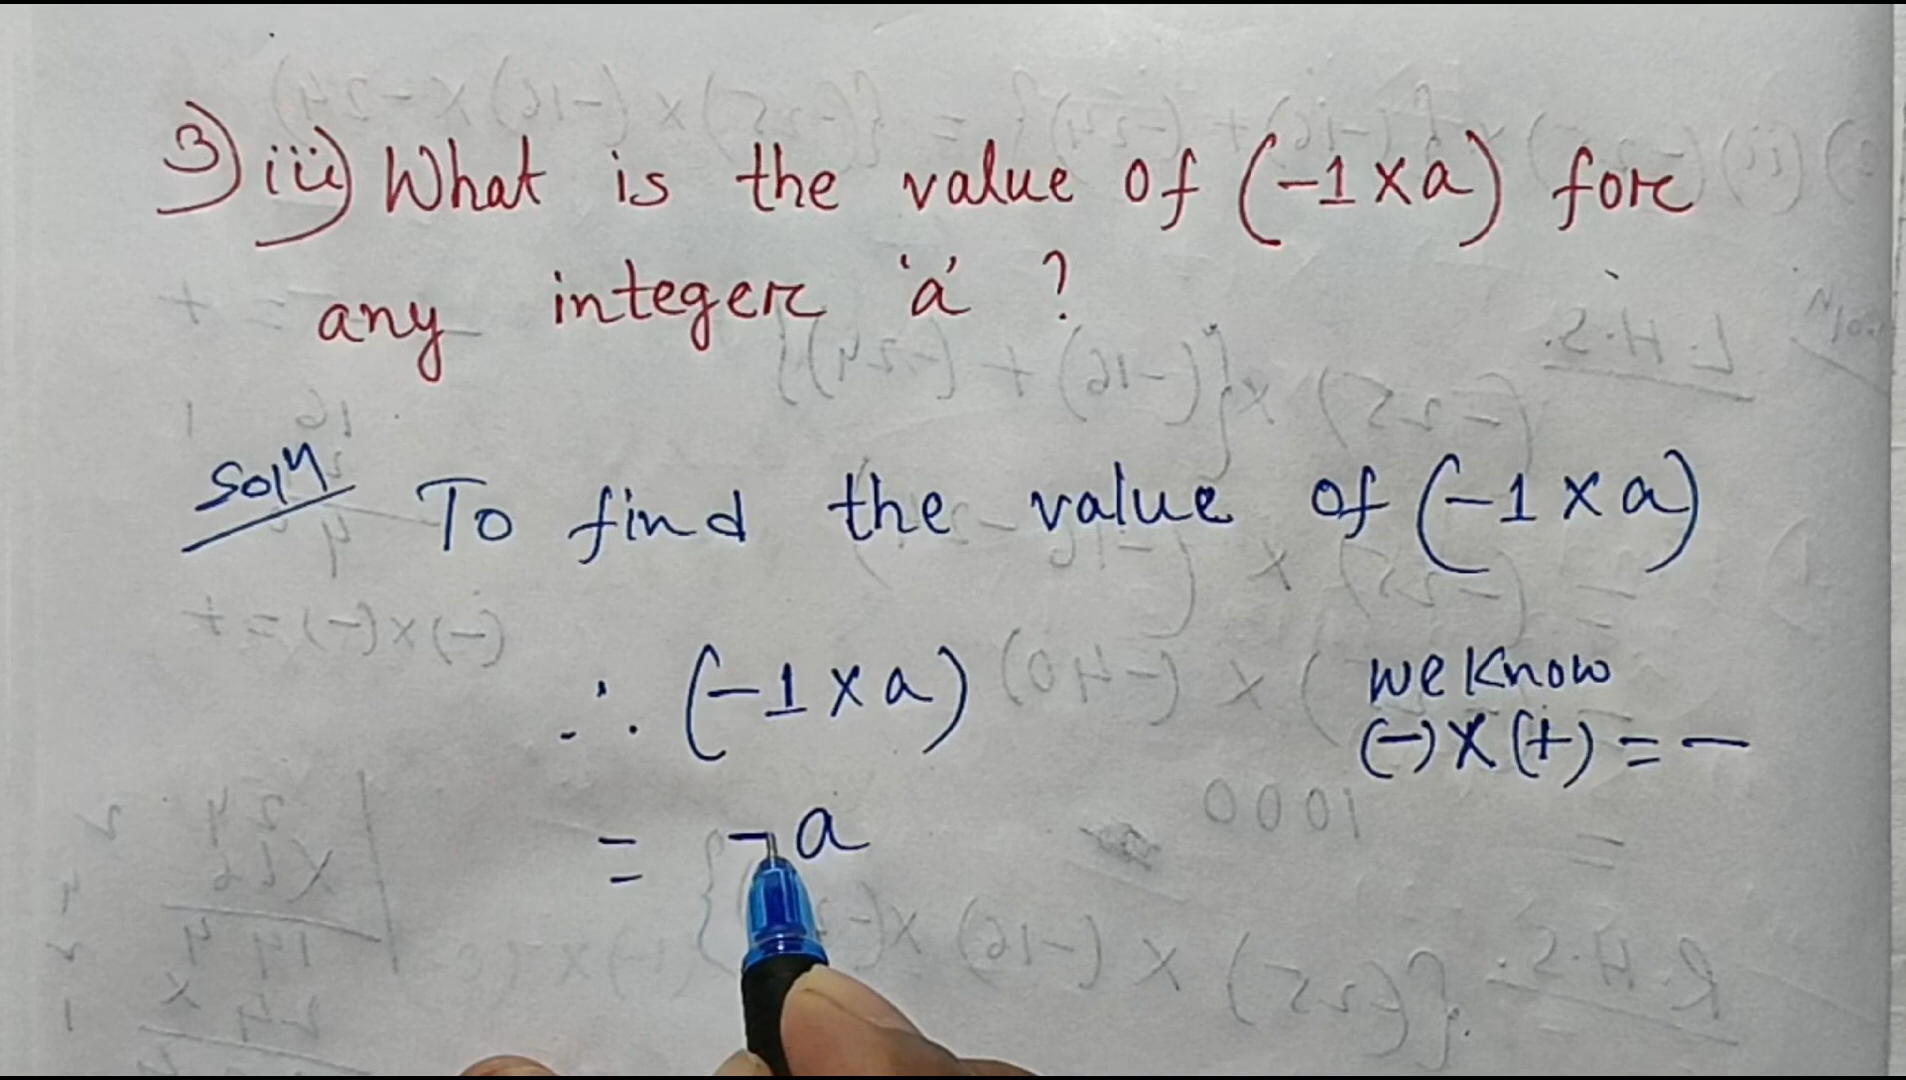 3) iii) What is the value of (-1 x a) for
any integer 'a' ?
Solⁿ To find the value of (-1 x a)
∴ (-1 x a)
we know
(-) x (+) = -
= -a